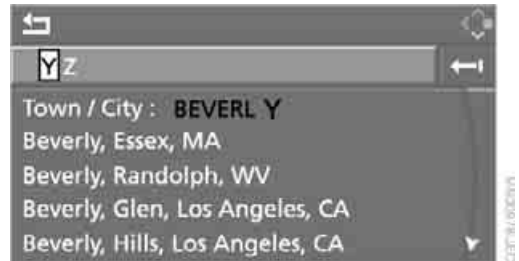 Y Z
Town / City : BEVERL Y
Beverly, Essex, MA
Beverly, Randolph, WV
Beverly, Glen, Los Angeles, CA
Beverly, Hills, Los Angeles, CA